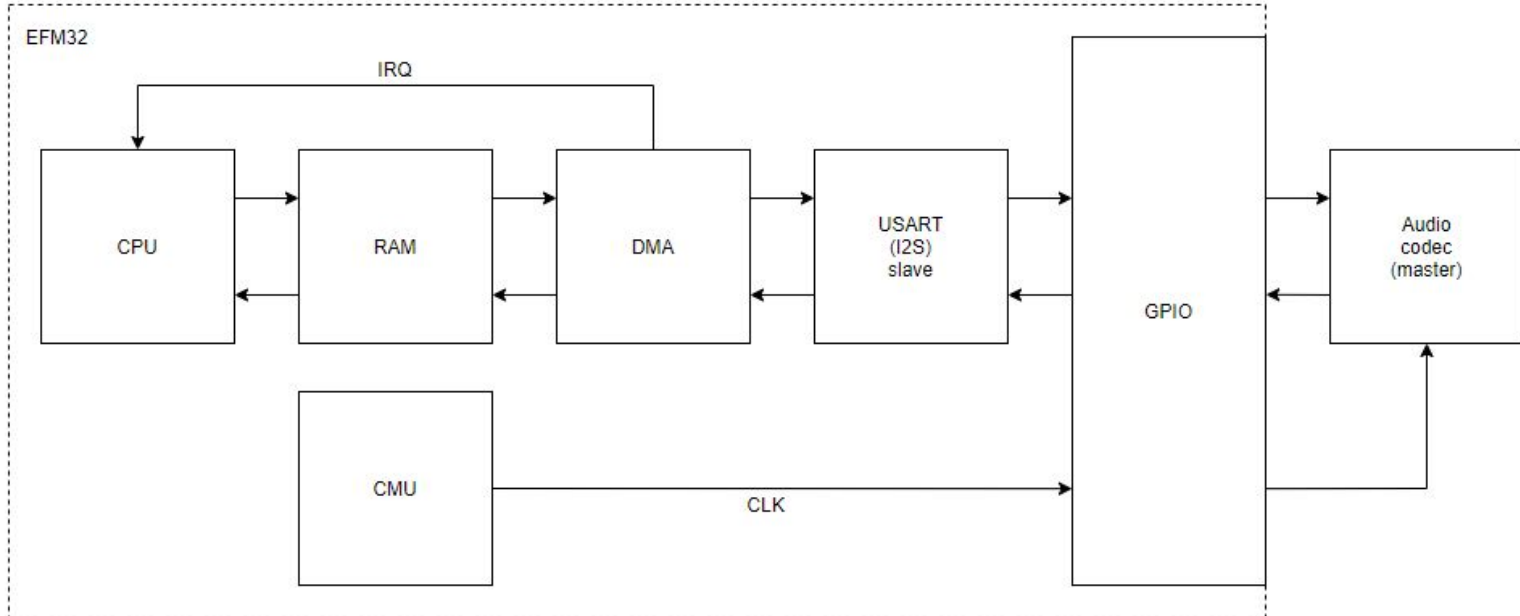 EFM32
IRQ
CPU
RAM
DMA
USART
(I2S)
slave
GPIO
Audio
codec
(master)
CMU
CLK